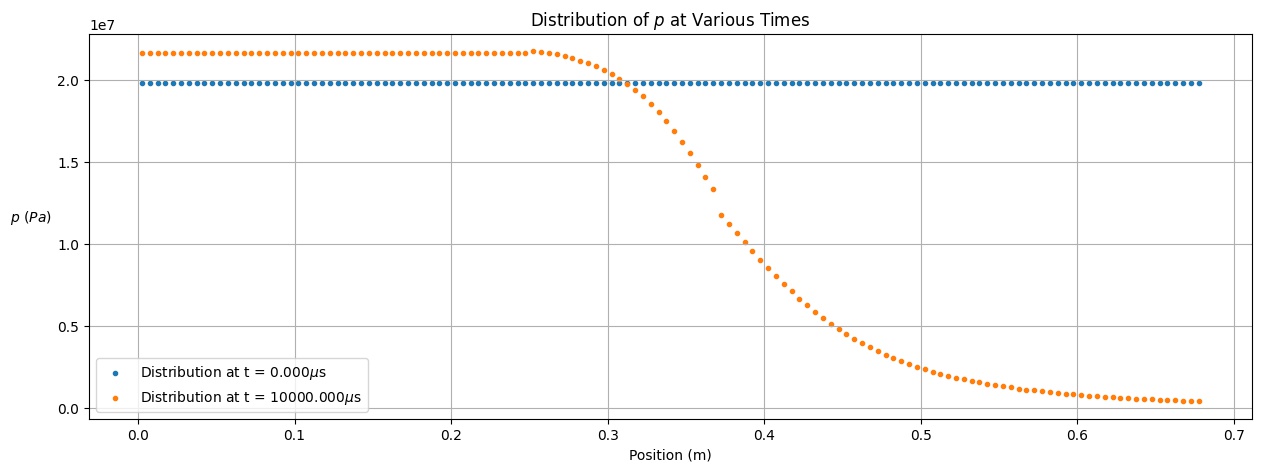 Distribution of p at Various Times
1e7
2.0
1.5
1.0
0.5
0.0
p (Pa)
Distribution at t = 0.000μs
Distribution at t = 10000.000μs
0.0 0.1 0.2 0.3 0.4 0.5 0.6 0.7
Position (m)